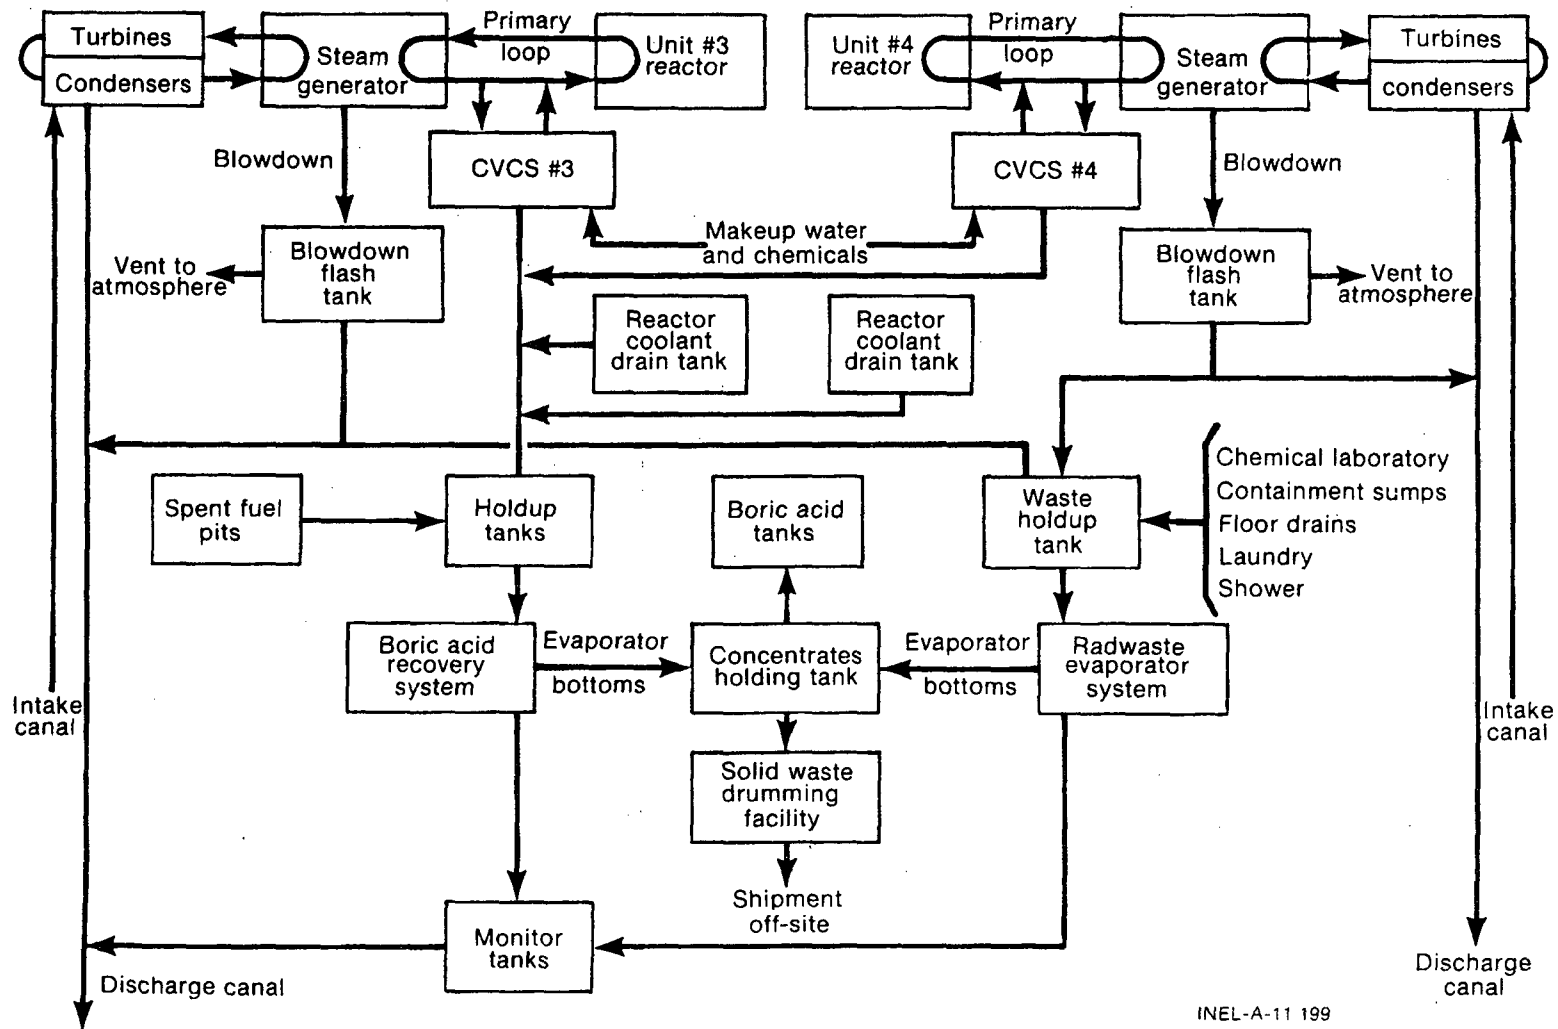 Turbines
Condensers
Steam
generator
Primary
loop
Unit #3
reactor
Unit #4
reactor
Primary
loop
Steam
generator
Turbines
condensers
Blowdown
CVCS #3
CVCS #4
Blowdown
Makeup water
and chemicals
Vent to
atmosphere
Blowdown
flash
tank
Blowdown
flash
tank
Vent to
atmosphere
Reactor
coolant
drain tank
Reactor
coolant
drain tank
Spent fuel
pits
Holdup
tanks
Boric acid
tanks
Waste
holdup
tank
Chemical laboratory
Containment sumps
Floor drains
Laundry
Shower
Boric acid
recovery
system
Evaporator
bottoms
Concentrates
holding tank
Evaporator
bottoms
Radwaste
evaporator
system
Intake
canal
Intake
canal
Solid waste
drumming
facility
Shipment
off-site
Monitor
tanks
Discharge canal
Discharge
canal
INEL-A-11 199